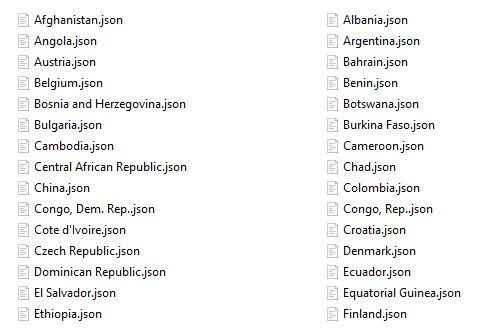 Afghanistan.json
Albania.json
Angola.json
Argentina.json
Austria.json
Bahrain.json
Belgium.json
Benin.json
Bosnia and Herzegovina.json
Botswana.json
Bulgaria.json
Burkina Faso.json
Cambodia.json
Cameroon.json
Central African Republic.json
Chad.json
China.json
Colombia.json
Congo, Dem. Rep..json
Congo, Rep..json
Cote d'Ivoire.json
Croatia.json
Czech Republic.json
Denmark.json
Dominican Republic.json
Ecuador.json
El Salvador.json
Equatorial Guinea.json
Ethiopia.json
Finland.json